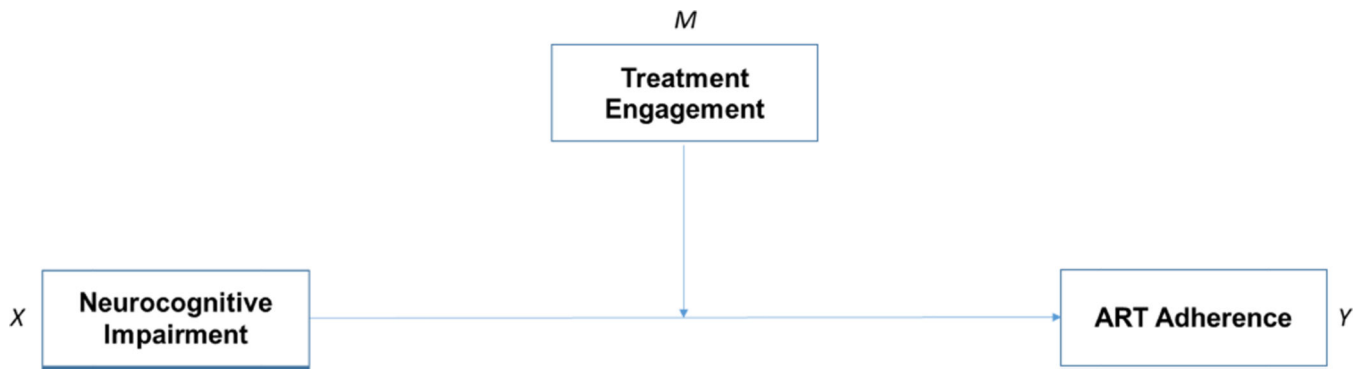 M
Treatment
Engagement
X
Neurocognitive
Impairment
ART Adherence
Y